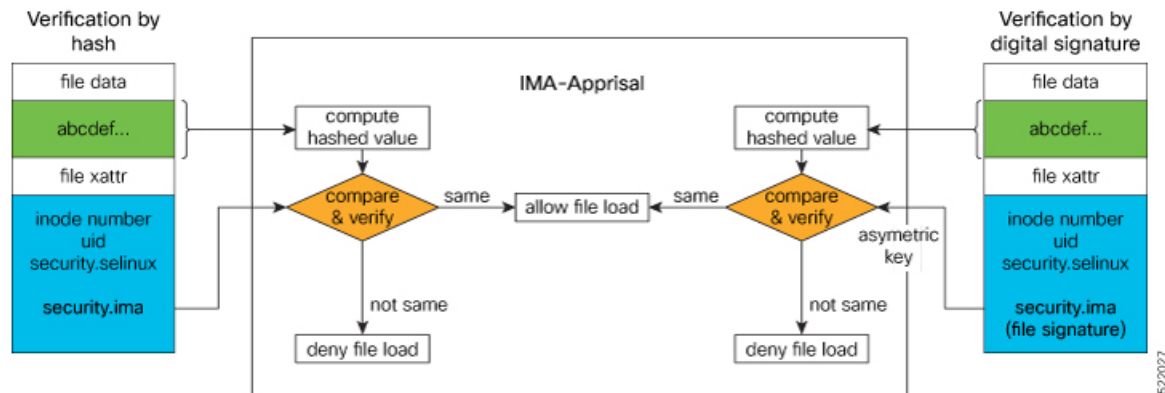 Verification by
hash
file data
abcdef...
file xattr
inode number
uid
security.selinux
security.ima
IMA-Apprisal
compute
hashed value
compare
& verify
same
allow file load
not same
deny file load
compute
hashed value
same
compare
& verify
asymetric
key
not same
deny file load
Verification by
digital signature
file data
abcdef...
file xattr
inode number
uid
security.selinux
security.ima
(file signature)
522027